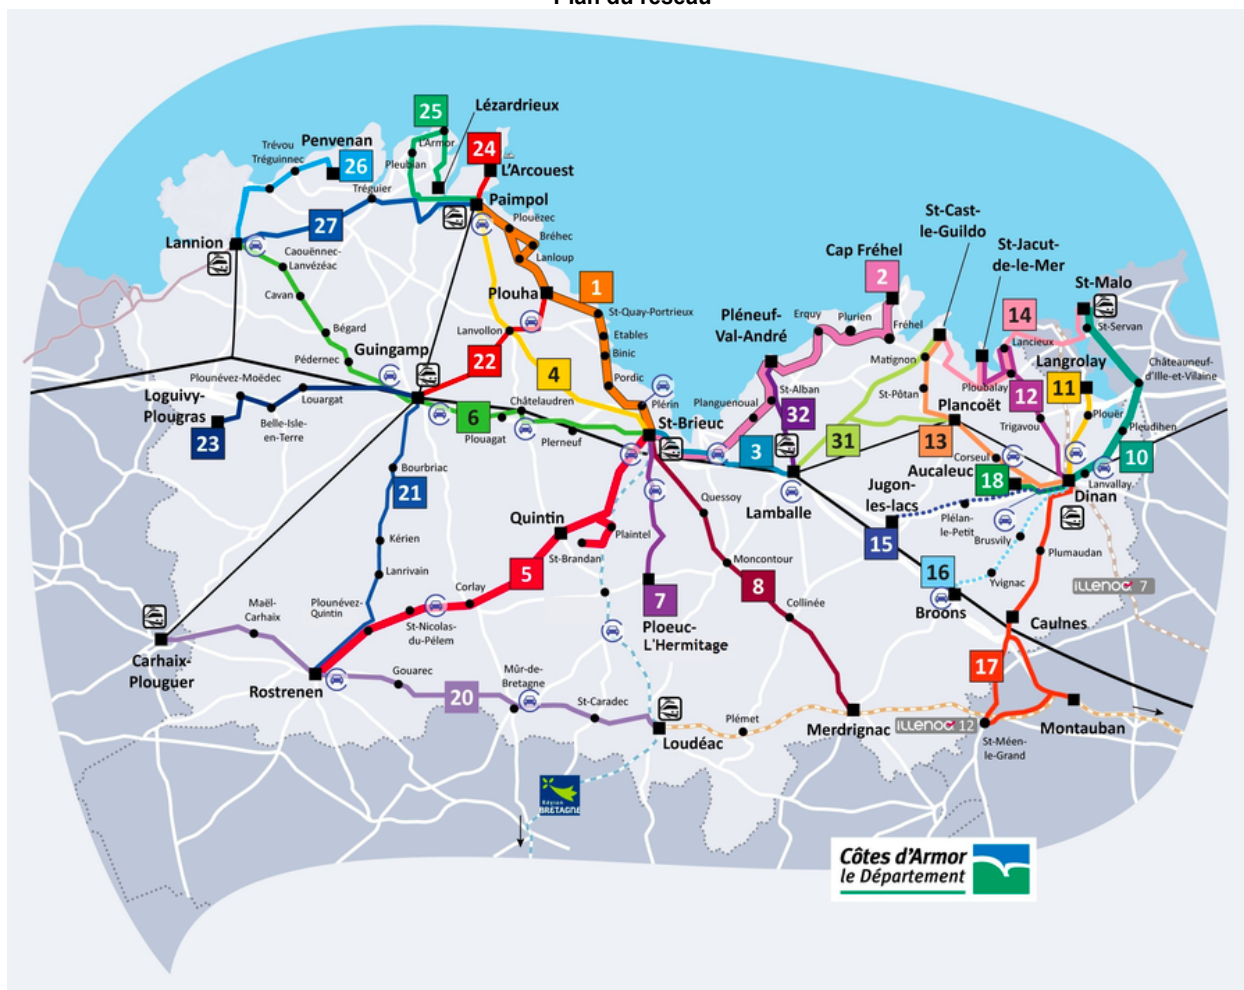 Plan du réseau
25
Lézardrieux
L'Armor
24
Trévou
Tréguinnec
Penvenan
26
Pleubian
L'Arcouest
Tréguier
Paimpol
27
Plouëzec
Bréhec
Lanloup
Lannion
Caouënnec-
Lanvézéac
Cavan
Bégard
Pédernec
Guingamp
Plouha
1
St-Quay-Portrieux
Etables
Binic
Pordic
Plérin
Lanvollon
22
4
Plounévez-Moëdec
Loguivy-
Plougras
Louargat
Belle-Isle-
en-Terre
23
6
Châtelaudren
Plouagat
Plerneuf
St-Brieuc
Cap Fréhel
2
St-Cast-
le-Guildo
St-Jacut-
de-le-Mer
St-Malo
Pléneuf-
Val-André
Erquy
Plurien
Fréhel
14
St-Servan
Lancieux
Matignon
Langrolay
Châteauneuf-
d'Ille-et-Vilaine
Ploubalay
11
12
St-Alban
Planguenoual
32
St-Pôtan
Plancoët
Plouër
Trigavou
Pleudihen
3
31
13
Corseul
10
Aucaleuc
18
Lanvallay
Dinan
Lamballe
Jugon-
les-lacs
15
Plélan-
le-Petit
Brusvily
Plumaudan
16
Yvignac
Broons
illenoo 7
Caulnes
17
Bourbriac
21
Kérien
Lanrivain
Quintin
Plaintel
St-Brandan
5
Quessoy
Moncontour
7
8
Ploeuc-
L'Hermitage
Collinée
Corlay
Plounévez-
Quintin
St-Nicolas-
du-Pélem
Maël-
Carhaix
Carhaix-
Plouguer
Rostrenen
Gouarec
20
Mûr-de-
Bretagne
St-Caradec
Loudéac
Plémet
Merdrignac
illenoo 12
St-Méen-
le-Grand
Montauban
Région
BRETAGNE
Côtes d'Armor
le Département